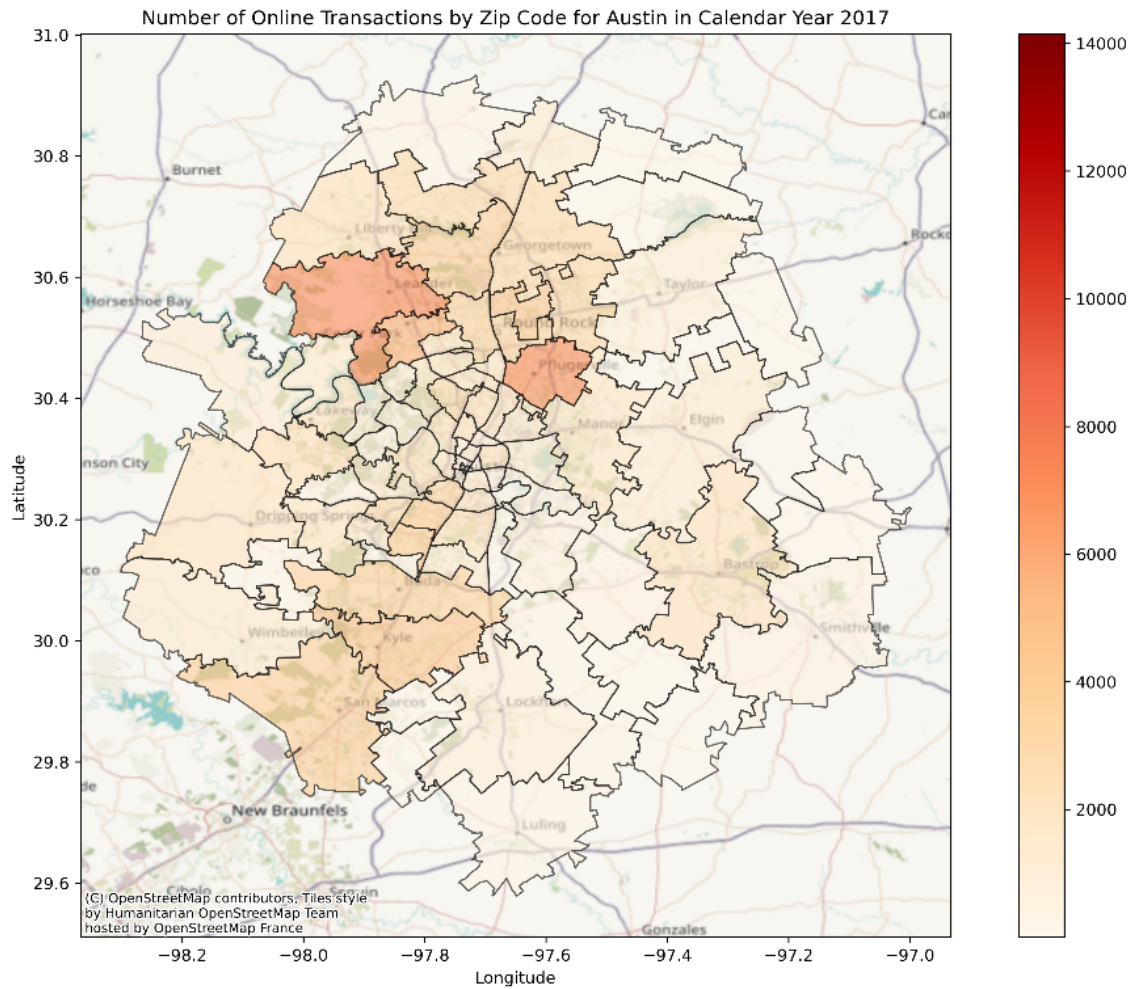 Number of Online Transactions by Zip Code for Austin in Calendar Year 2017
31.0
14000
Burnet
30.8
12000
Liberty
Georgetown
30.6
Leander
Taylor
10000
Horseshoe Bay
Round Rock
Pflugerville
30.4
Lakeway
Manor
Elgin
8000
nson City
Latitude
30.2
Dripping Springs
Bastrop
6000
Buda
30.0
Wimberley
Kyle
Smithville
San Marcos
Lockhart
4000
29.8
New Braunfels
Luling
2000
29.6
Cibolo
Seguin
(C) OpenStreetMap contributors, Tiles style
by Humanitarian OpenStreetMap Team
hosted by OpenStreetMap France
Gonzales
−98.2
−98.0
−97.8
−97.6
−97.4
−97.2
−97.0
Longitude